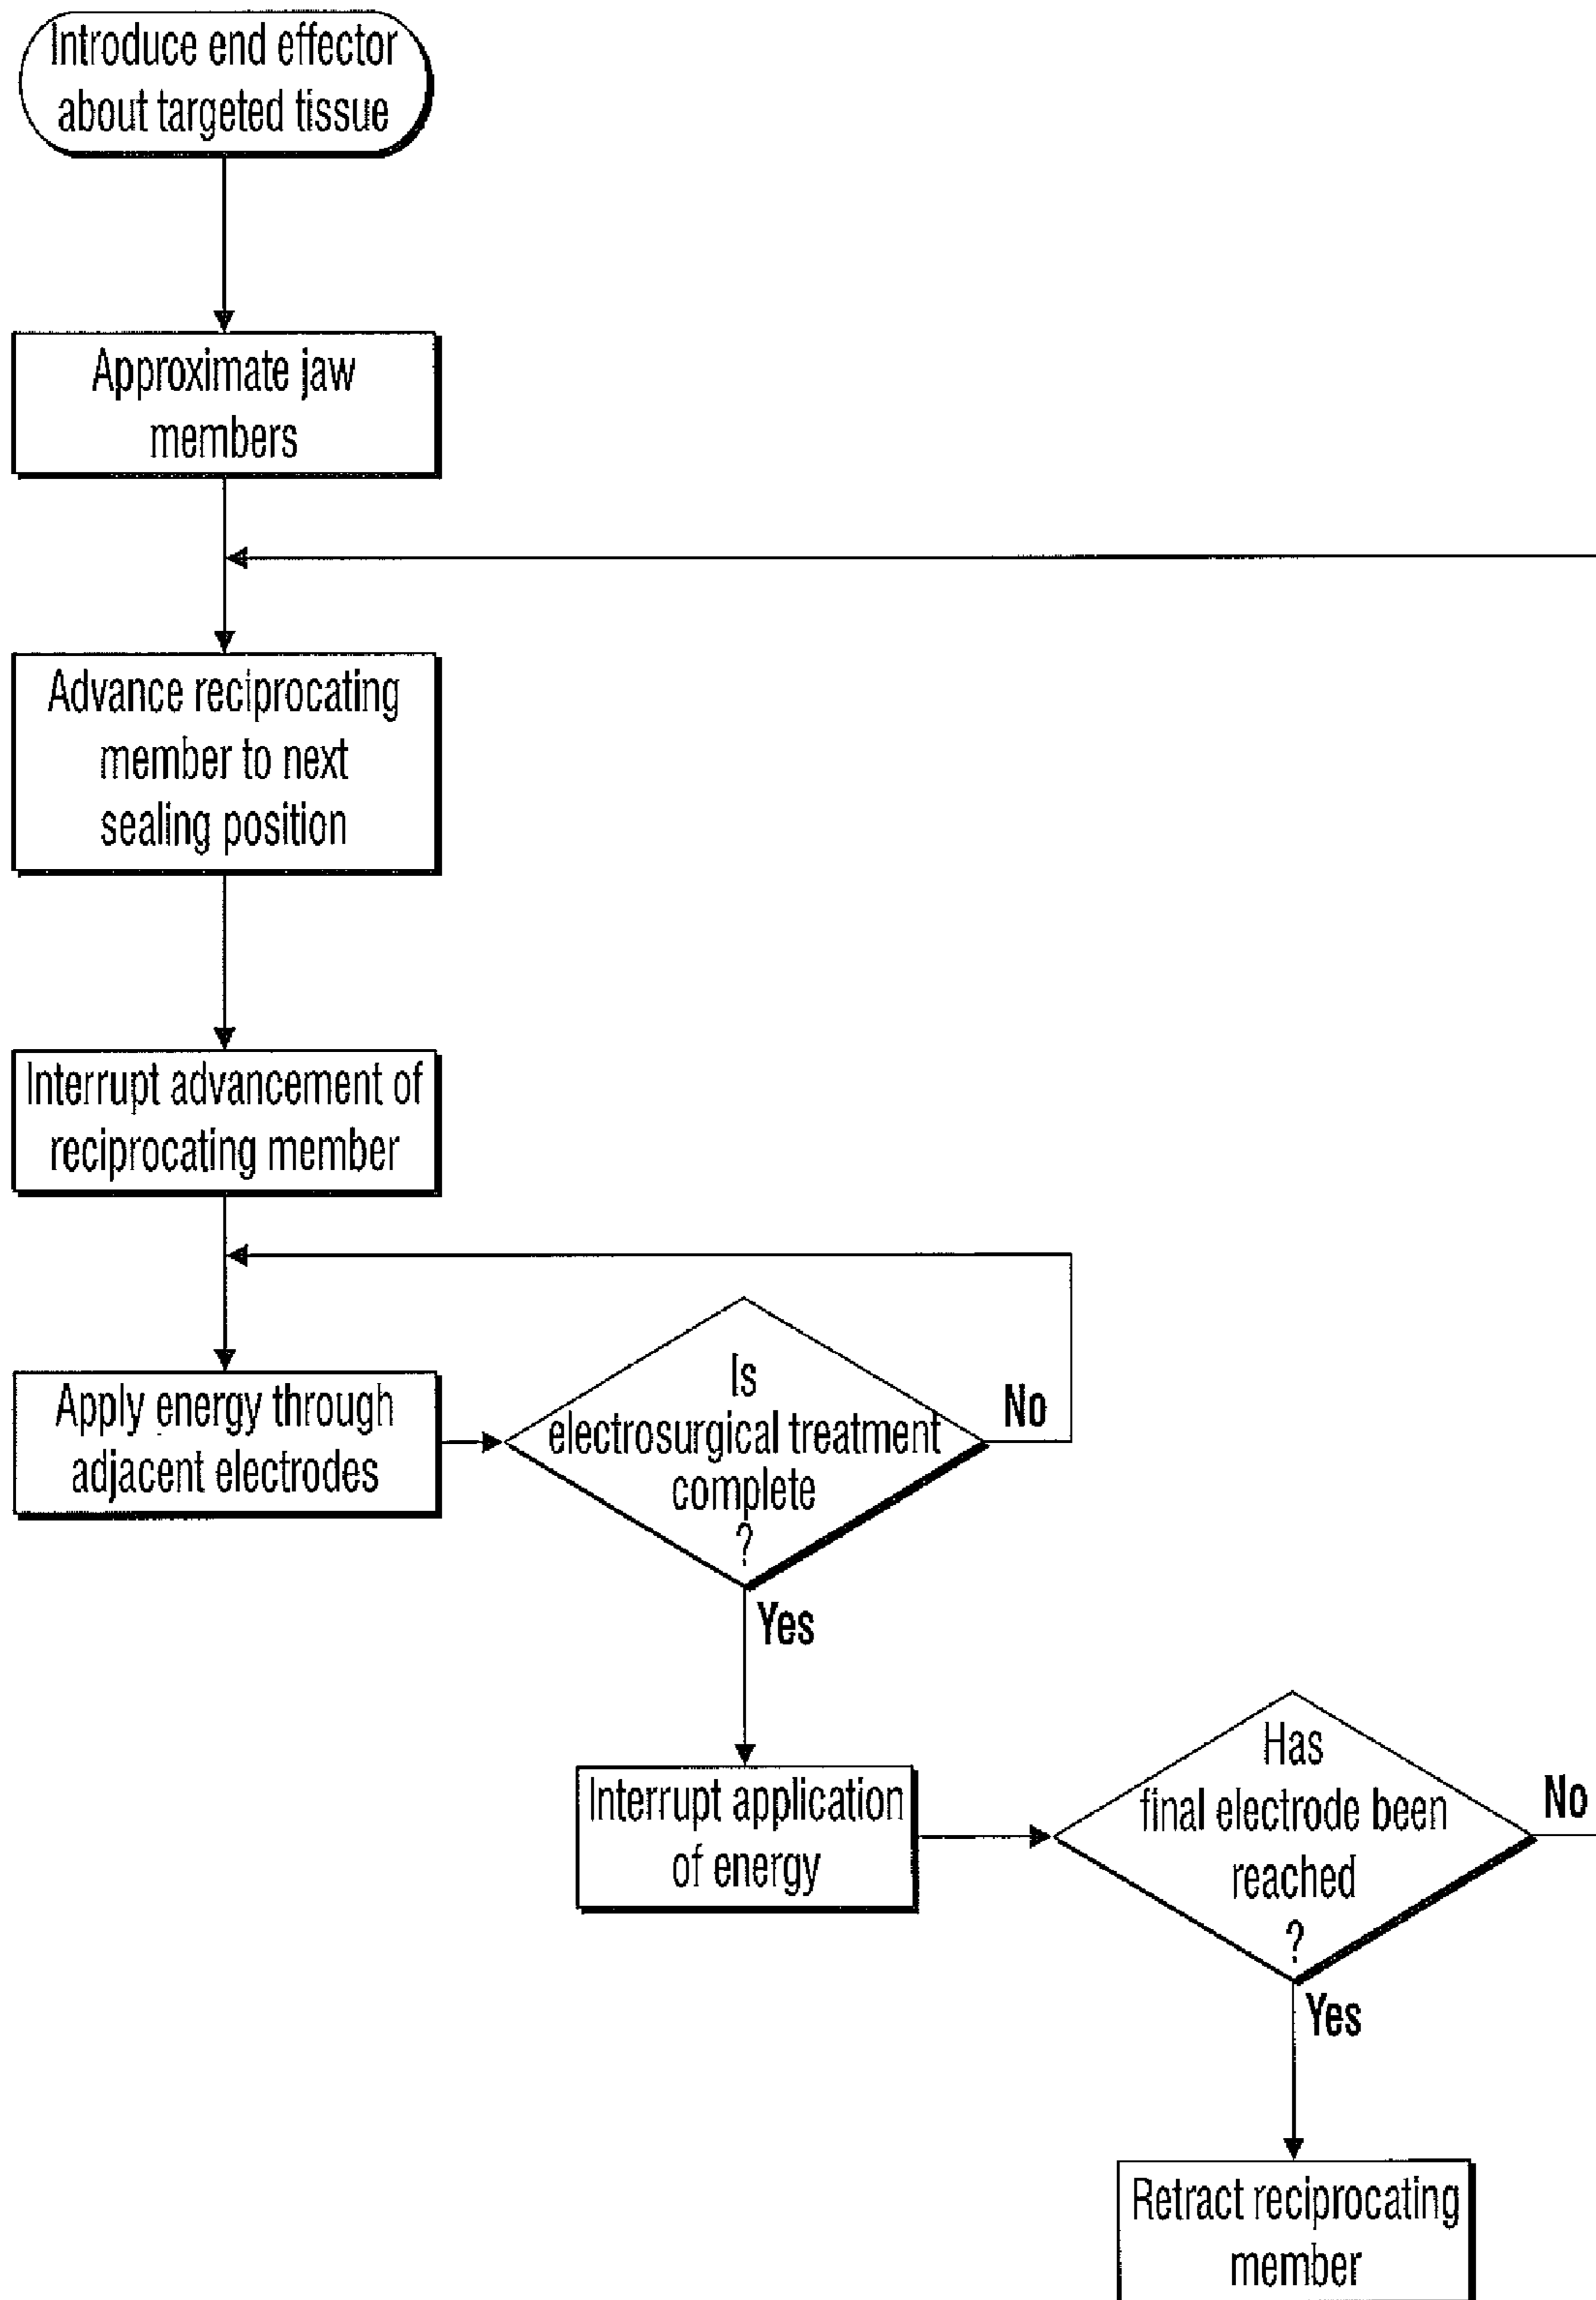 Introduce end effector
about targeted tissue
Approximate jaw
members
Advance reciprocating
member to next
sealing position
Interrupt advancement of
reciprocating member
Apply energy through
adjacent electrodes
Is
electrosurgical treatment
complete
?
No
Yes
Interrupt application
of energy
Has
final electrode been
reached
?
No
Yes
Retract reciprocating
member